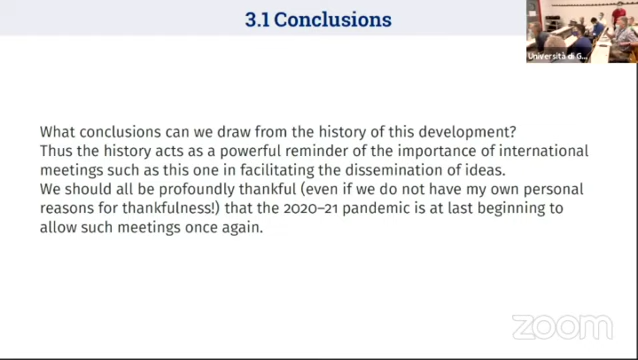 3.1 Conclusions
Università di G...
What conclusions can we draw from the history of this development?
Thus the history acts as a powerful reminder of the importance of international
meetings such as this one in facilitating the dissemination of ideas.
We should all be profoundly thankful (even if we do not have my own personal
reasons for thankfulness!) that the 2020–21 pandemic is at last beginning to
allow such meetings once again.
zoom